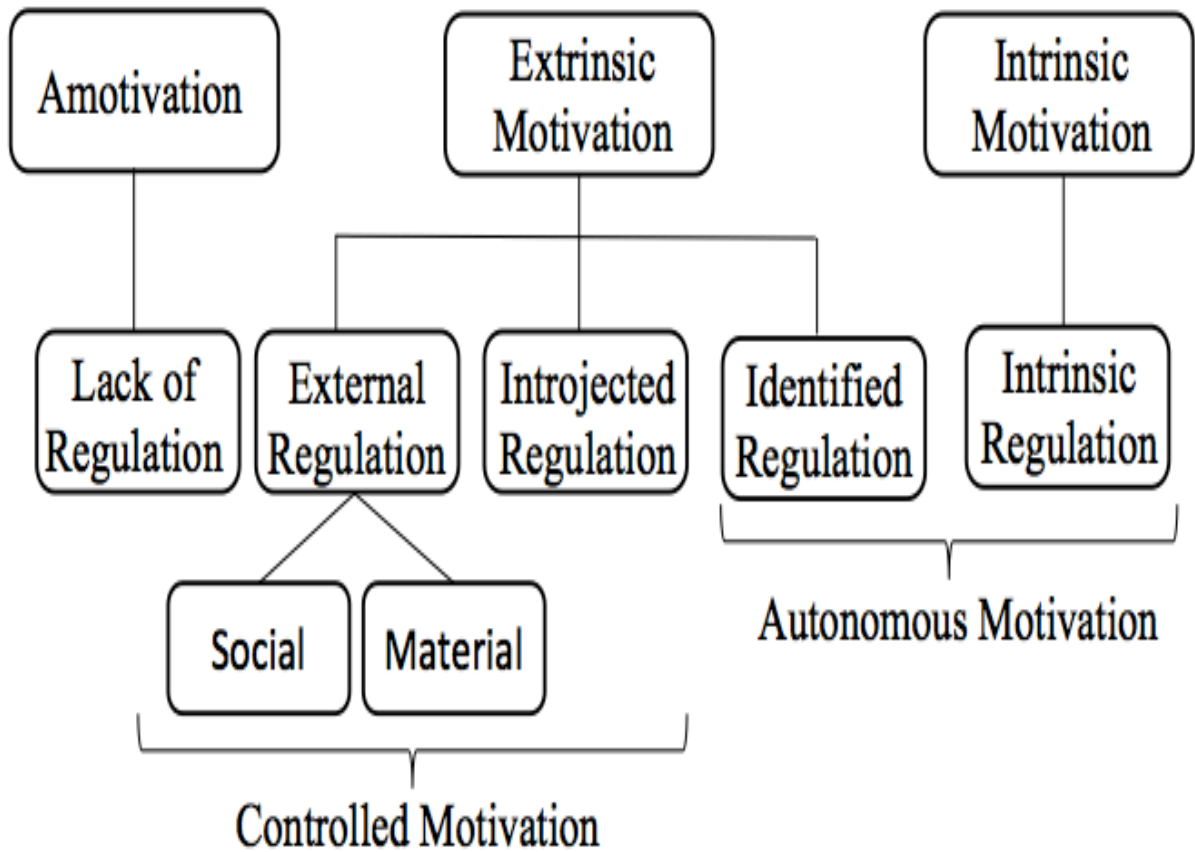 Amotivation
Extrinsic
Motivation
Intrinsic
Motivation
Lack of
Regulation
External
Regulation
Introjected
Regulation
Identified
Regulation
Intrinsic
Regulation
Social
Material
Autonomous Motivation
Controlled Motivation